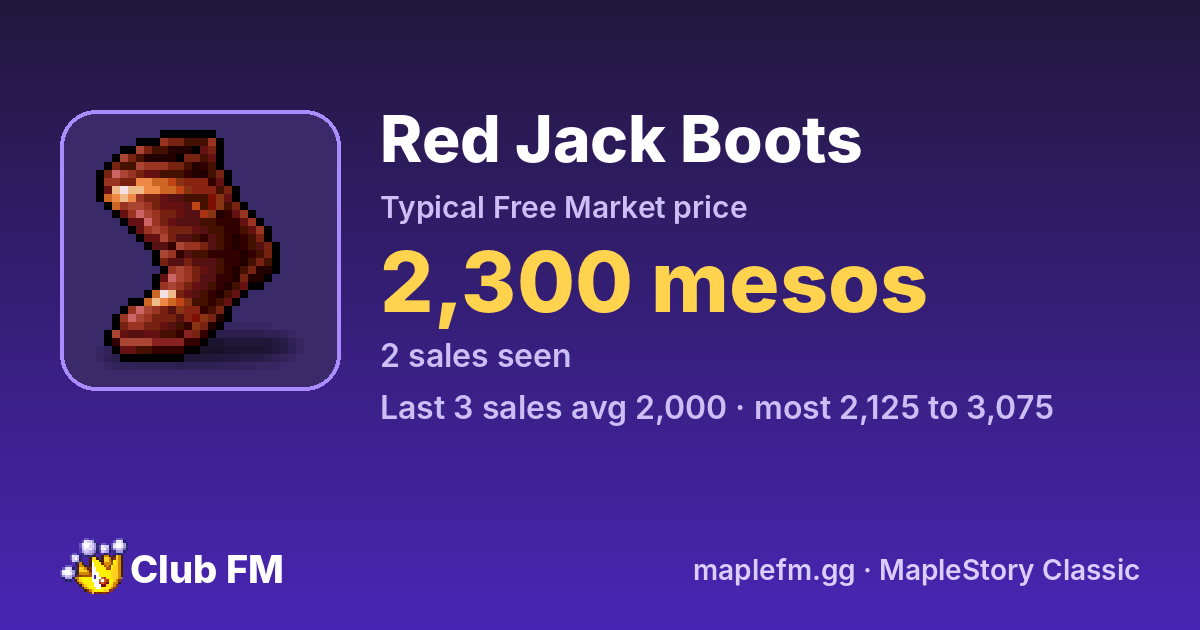 Red Jack Boots
Typical Free Market price
2,300 mesos
2 sales seen
Last 3 sales avg 2,000 · most 2,125 to 3,075
Club FM
maplefm.gg · MapleStory Classic